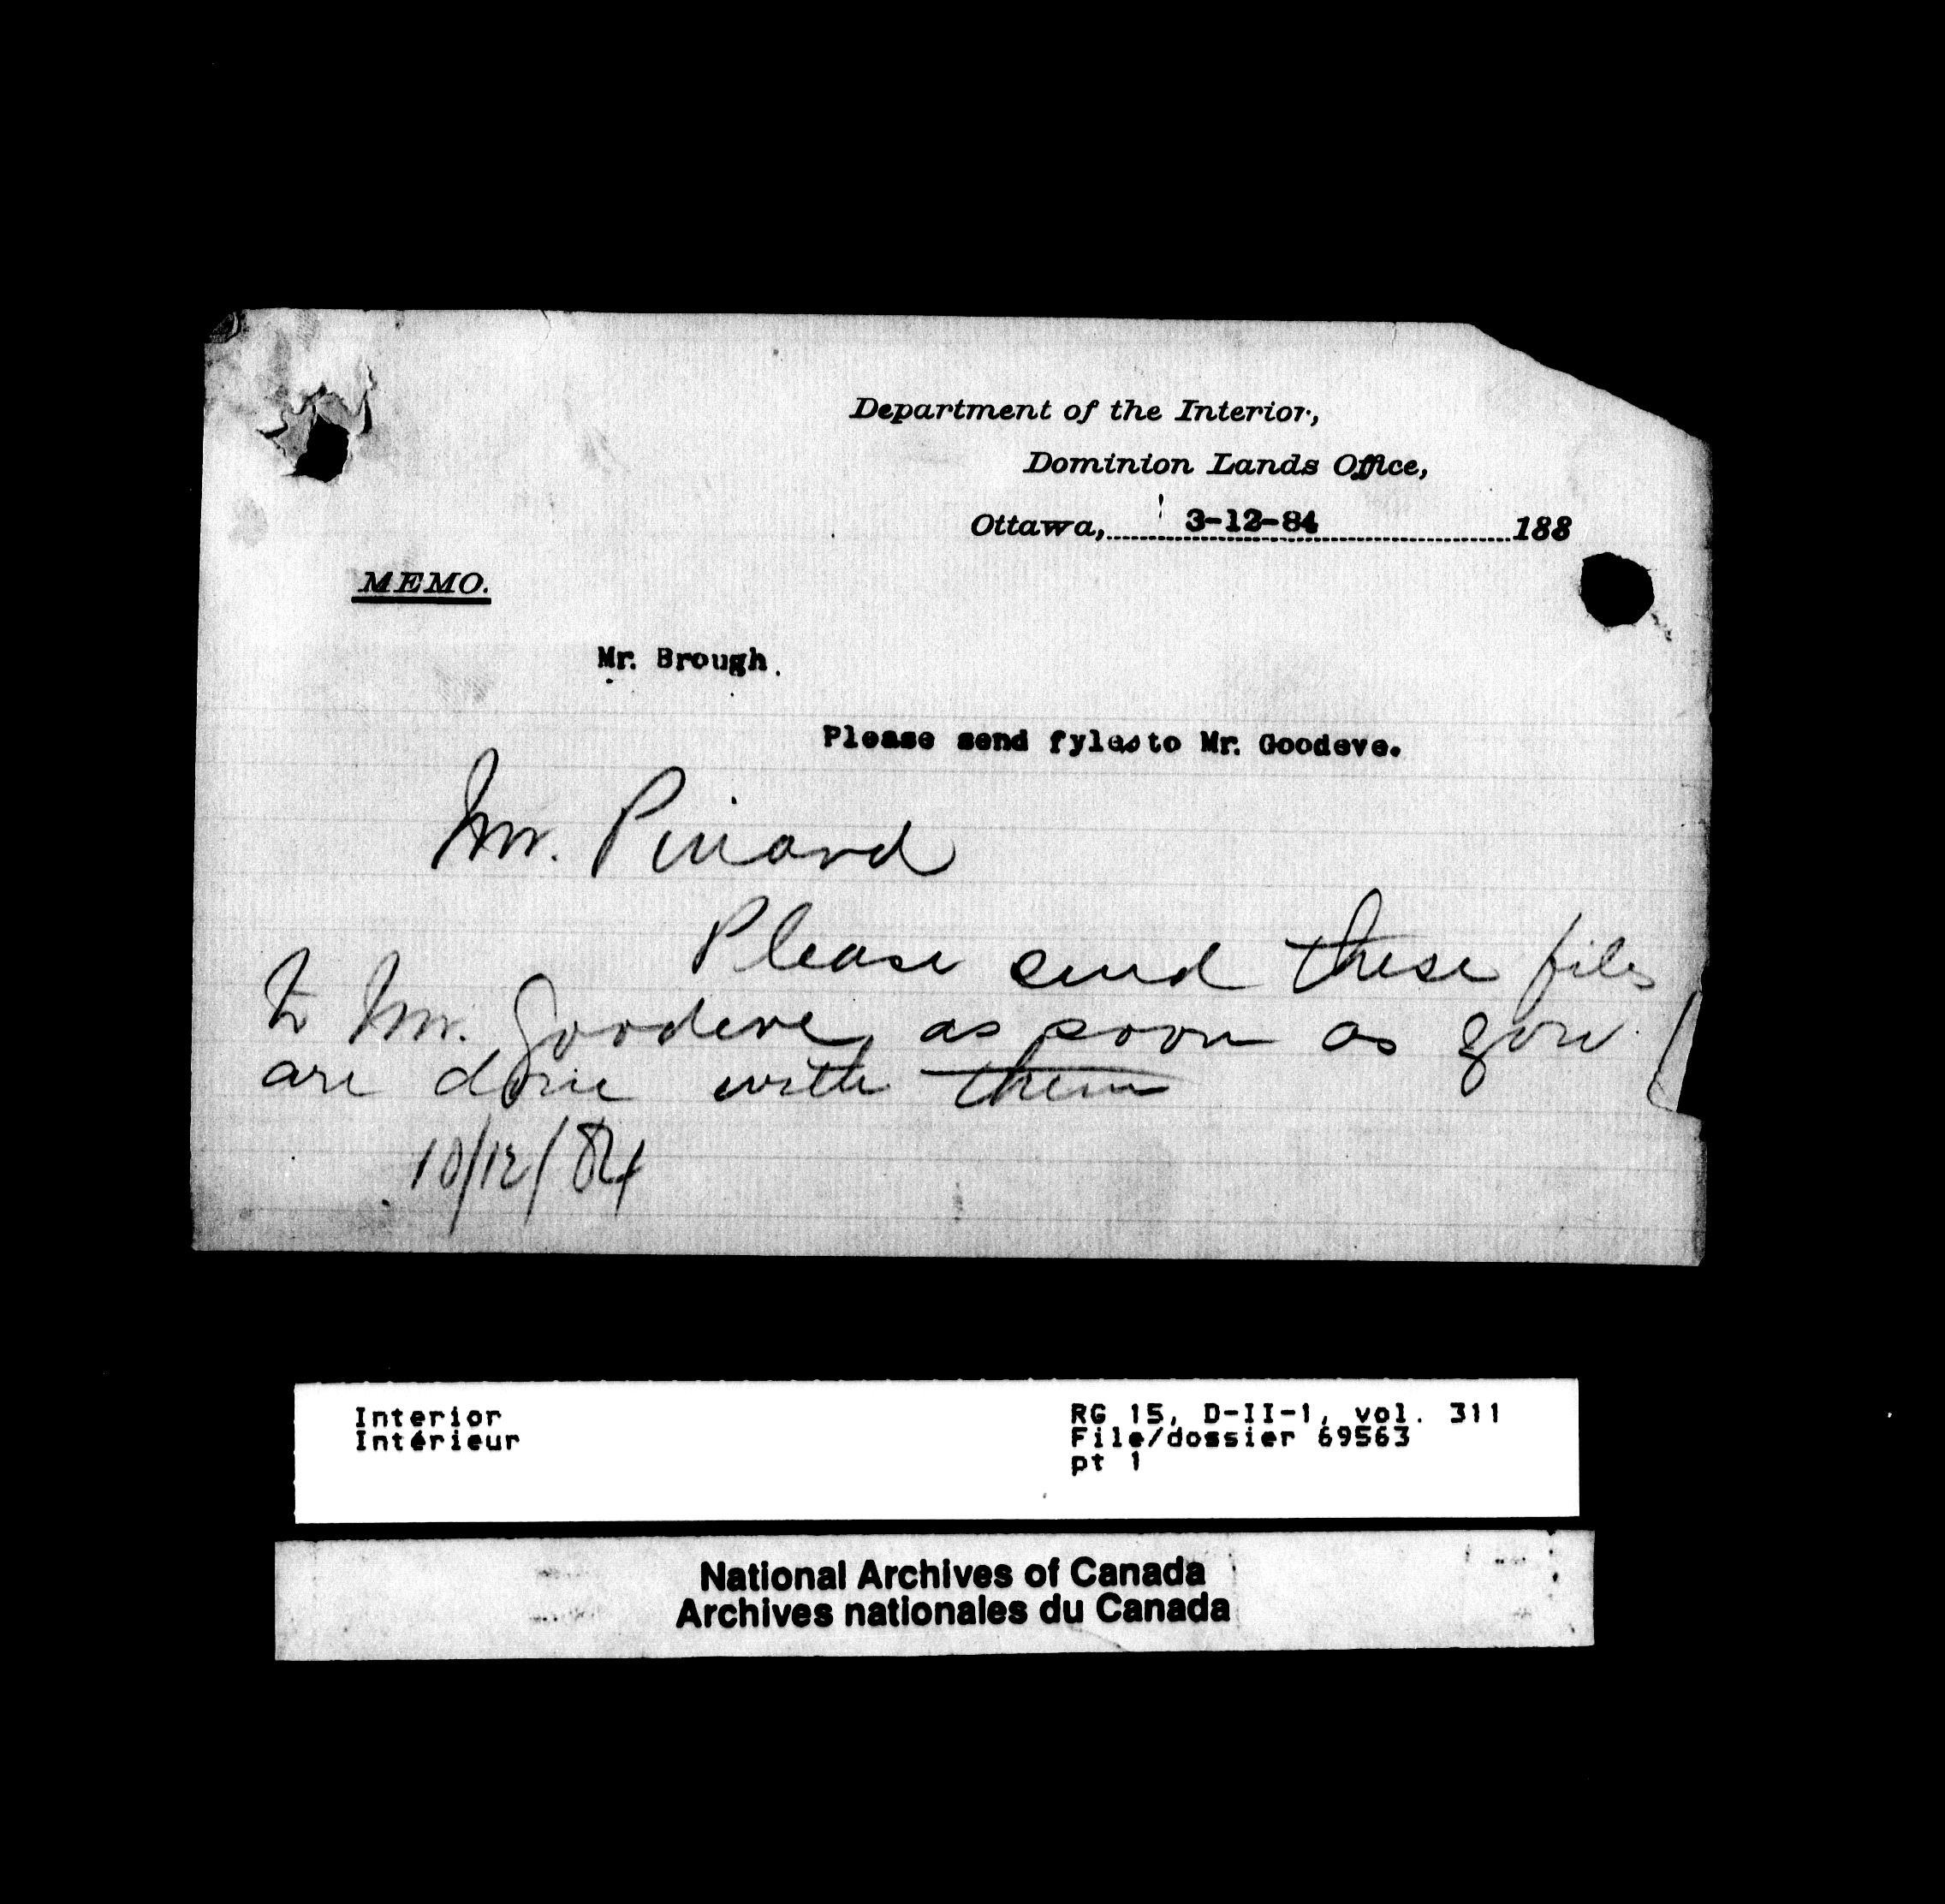 Department of the Interior,
Dominion Lands Office,
Ottawa, 3-12-84 188
MEMO.
Mr. Brough.
Please send fyles to Mr. Goodeve.
Mr. Pinard
Please send these files
to Mr. Goodeve as soon as you
are done with them
10/12/84
Interior
Intérieur
RG 15, D-II-1, vol. 311
File/dossier 69563
pt 1
National Archives of Canada
Archives nationales du Canada